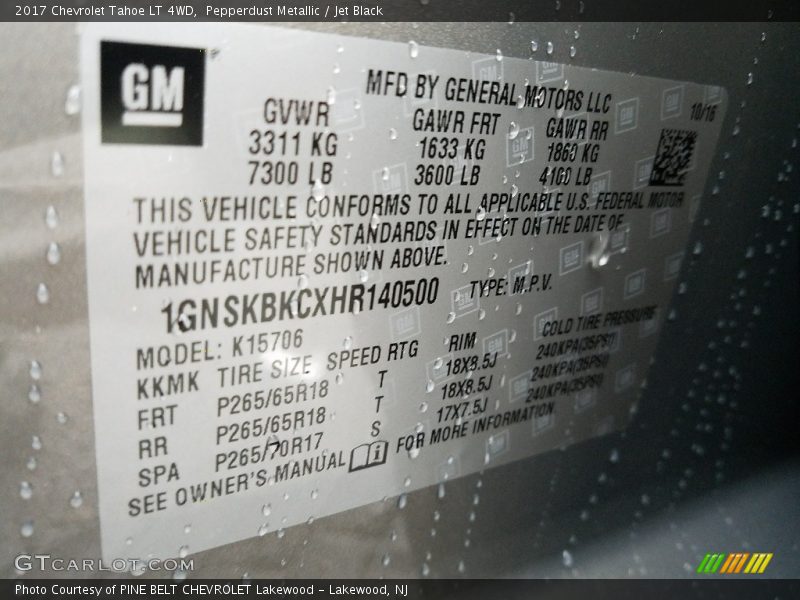 2017 Chevrolet Tahoe LT 4WD, Pepperdust Metallic / Jet Black
GM
MFD BY GENERAL MOTORS LLC
10/16
GVWR GAWR FRT GAWR RR
3311 KG 1633 KG 1860 KG
7300 LB 3600 LB 4100 LB
THIS VEHICLE CONFORMS TO ALL APPLICABLE U.S. FEDERAL MOTOR
VEHICLE SAFETY STANDARDS IN EFFECT ON THE DATE OF
MANUFACTURE SHOWN ABOVE.
1GNSKBKCXHR140500 TYPE: M.P.V.
MODEL: K15706
KKMK TIRE SIZE SPEED RTG RIM COLD TIRE PRESSURE
FRT P265/65R18 T 18X8.5J 240KPA(35PSI)
RR P265/65R18 T 18X8.5J 240KPA(35PSI)
SPA P265/70R17 S 17X7.5J 240KPA(35PSI)
SEE OWNER'S MANUAL FOR MORE INFORMATION
GTCARLOT.COM
Photo Courtesy of PINE BELT CHEVROLET Lakewood - Lakewood, NJ